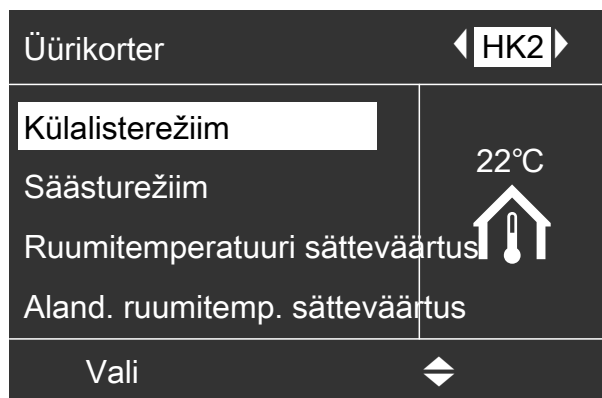 Üürikorter HK2
Külalisterežiim
22°C
Säästurežiim
Ruumitemperatuuri sätteväärtus
Aland. ruumitemp. sätteväärtus
Vali